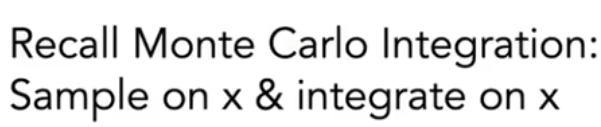 Recall Monte Carlo Integration:
Sample on x & integrate on x